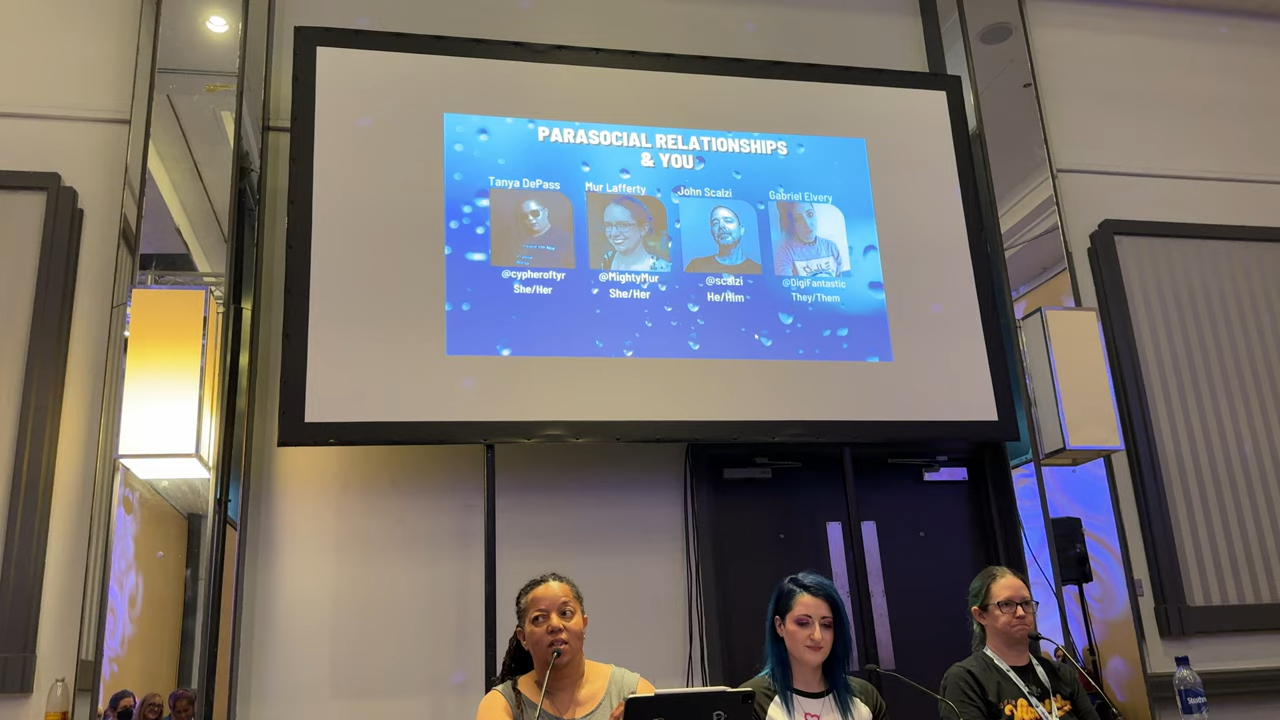 PARASOCIAL RELATIONSHIPS
& YOU
Tanya DePass
Mur Lafferty
John Scalzi
Gabriel Elvery
@cypheroftyr
She/Her
@MightyMur
She/Her
@scalzi
He/Him
@DigiFantastic
They/Them